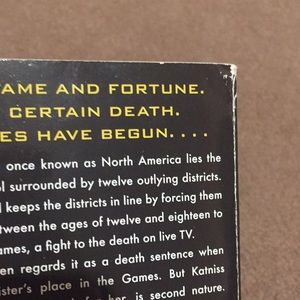 AME AND FORTUNE.
CERTAIN DEATH.
ES HAVE BEGUN. . . .
once known as North America lies the
ol surrounded by twelve outlying districts.
keeps the districts in line by forcing them
etween the ages of twelve and eighteen to
ames, a fight to the death on live TV.
en regards it as a death sentence when
ister's place in the Games. But Katniss
her, is second nature.